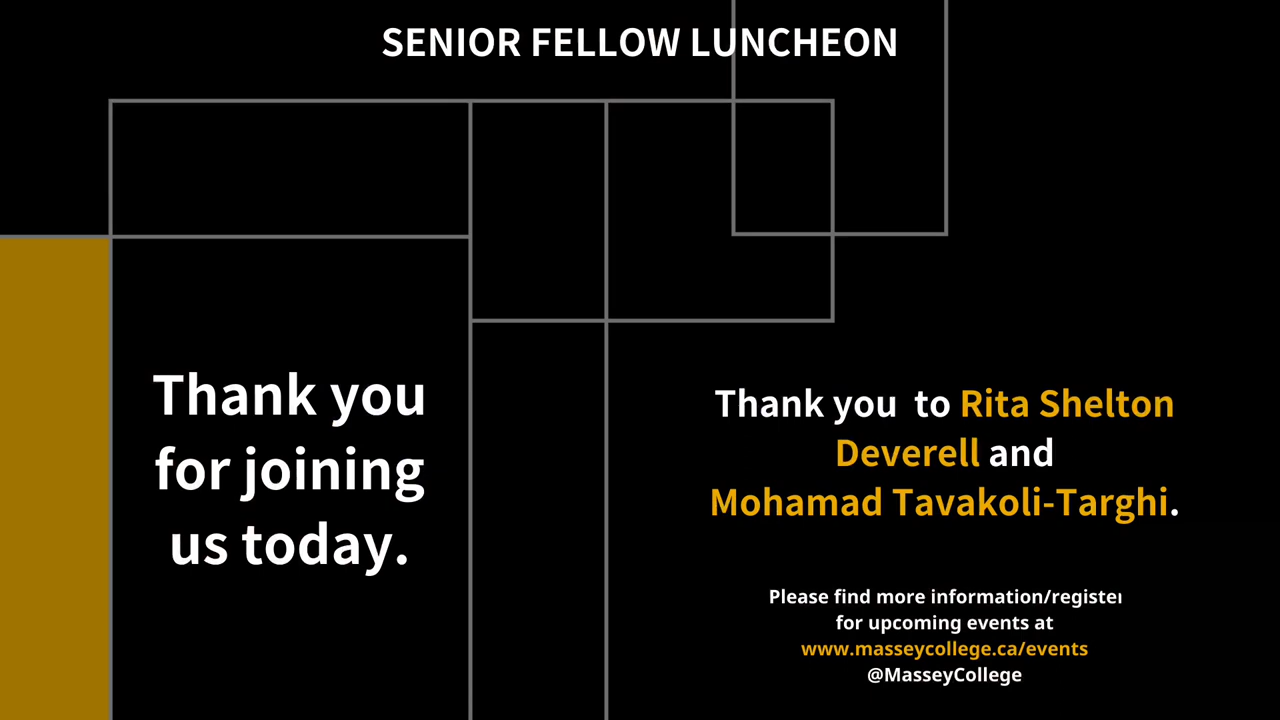 SENIOR FELLOW LUNCHEON
Thank you
for joining
us today.
Thank you to Rita Shelton
Deverell and
Mohamad Tavakoli-Targhi.
Please find more information/register
for upcoming events at
www.masseycollege.ca/events
@MasseyCollege